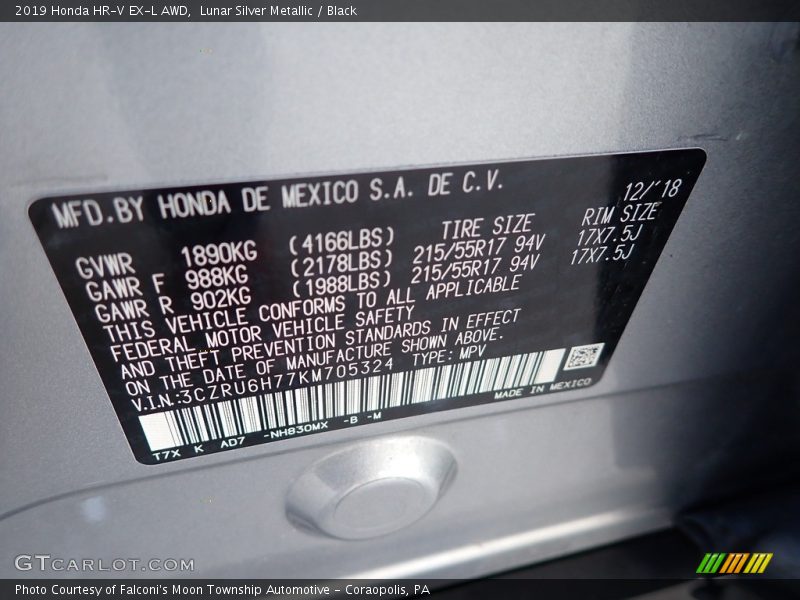 2019 Honda HR-V EX-L AWD, Lunar Silver Metallic / Black
MFD.BY HONDA DE MEXICO S.A. DE C.V.
12/'18
GVWR 1890KG (4166LBS) TIRE SIZE RIM SIZE
GAWR F 988KG (2178LBS) 215/55R17 94V 17X7.5J
GAWR R 902KG (1988LBS) 215/55R17 94V 17X7.5J
THIS VEHICLE CONFORMS TO ALL APPLICABLE
FEDERAL MOTOR VEHICLE SAFETY
AND THEFT PREVENTION STANDARDS IN EFFECT
ON THE DATE OF MANUFACTURE SHOWN ABOVE.
V.I.N.:3CZRU6H77KM705324 TYPE: MPV
T7X K AD7 -NH830MX -B -M MADE IN MEXICO
GTCARLOT.COM
Photo Courtesy of Falconi's Moon Township Automotive - Coraopolis, PA